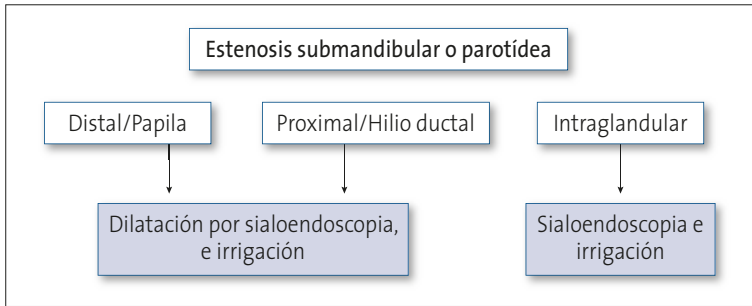 Estenosis submandibular o parotídea
Distal/Papila
Proximal/Hilio ductal
Intraglandular
Dilatación por sialoendoscopia,
e irrigación
Sialoendoscopia e
irrigación